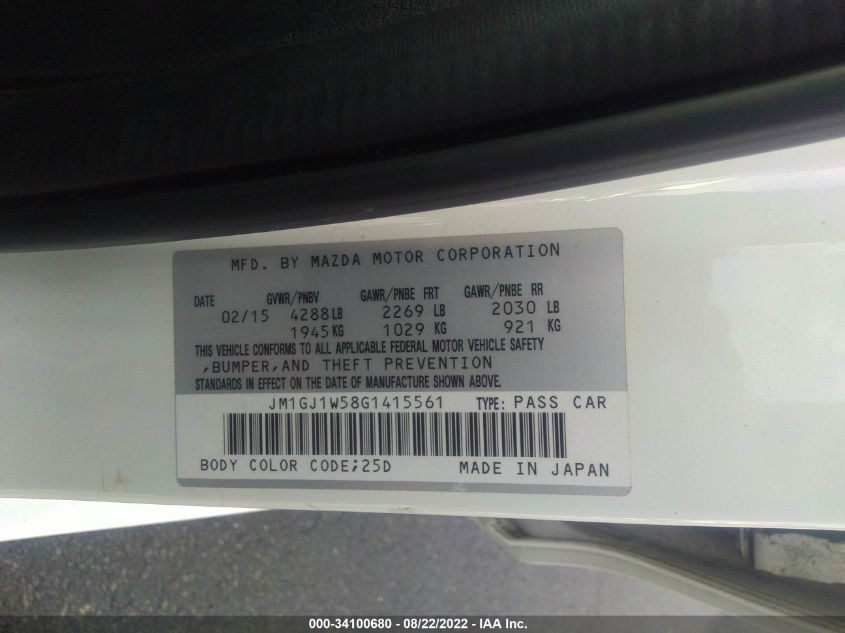 MFD. BY MAZDA MOTOR CORPORATION
DATE GVWR/PNBV GAWR/PNBE FRT GAWR/PNBE RR
02/15 4288LB 2269 LB 2030 LB
1945KG 1029 KG 921 KG
THIS VEHICLE CONFORMS TO ALL APPLICABLE FEDERAL MOTOR VEHICLE SAFETY
,BUMPER,AND THEFT PREVENTION
STANDARDS IN EFFECT ON THE DATE OF MANUFACTURE SHOWN ABOVE.
JM1GJ1W58G1415561 TYPE: PASS CAR
BODY COLOR CODE;25D MADE IN JAPAN
000-34100680 - 08/22/2022 - IAA Inc.